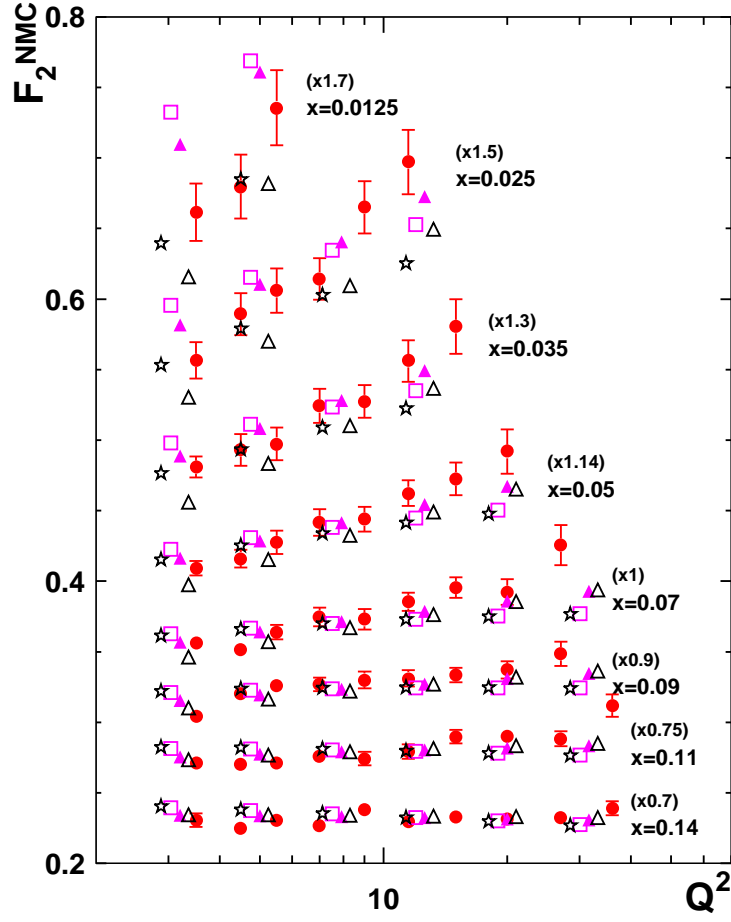 F₂ᴺᴹᶜ
0.8
(x1.7)
x=0.0125
(x1.5)
x=0.025
0.6
(x1.3)
x=0.035
(x1.14)
x=0.05
0.4
(x1)
x=0.07
(x0.9)
x=0.09
(x0.75)
x=0.11
(x0.7)
x=0.14
0.2
10
Q²